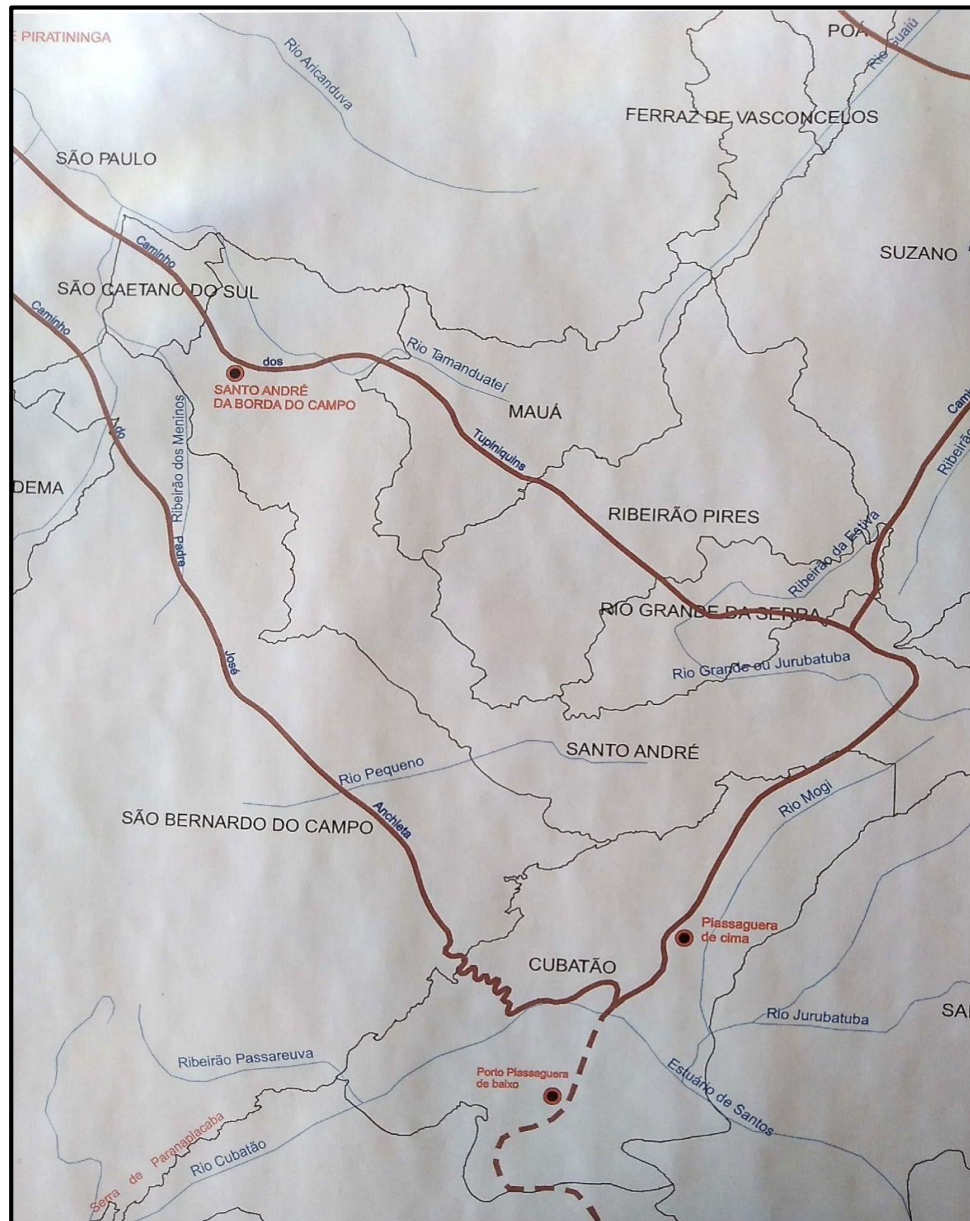 E PIRATININGA
Rio Aricanduva
POÁ
Rio Guaiú
FERRAZ DE VASCONCELOS
SÃO PAULO
SUZANO
Caminho
SÃO CAETANO DO SUL
Caminho
dos
Rio Tamanduateí
SANTO ANDRÉ
DA BORDA DO CAMPO
MAUÁ
do
Ribeirão dos Meninos
Tupiniquins
DEMA
Padre
RIBEIRÃO PIRES
Ribeirão da Estiva
RIO GRANDE DA SERRA
José
Rio Grande ou Jurubatuba
SANTO ANDRÉ
Rio Pequeno
Rio Mogi
SÃO BERNARDO DO CAMPO
Anchieta
Piassaguera
de cima
CUBATÃO
Rio Jurubatuba
Ribeirão Passareuva
Porto Piassaguera
de baixo
Estuário de Santos
Serra de Paranapiacaba
Rio Cubatão